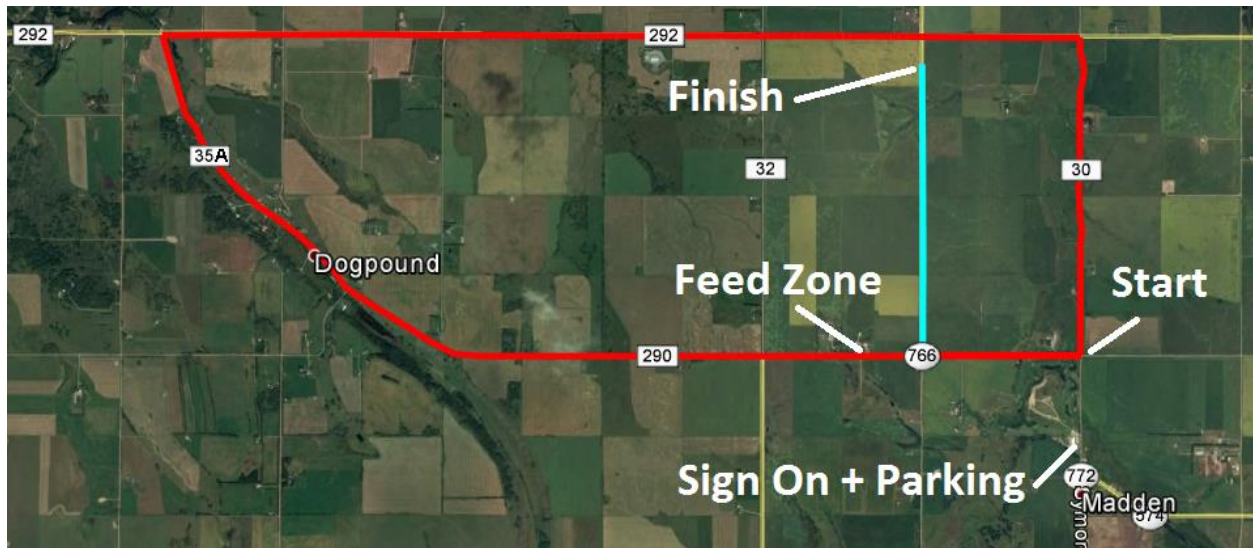 292
292
Finish
35A
32
30
Dogpound
Feed Zone
Start
290
766
Sign On + Parking
772
Madden
574